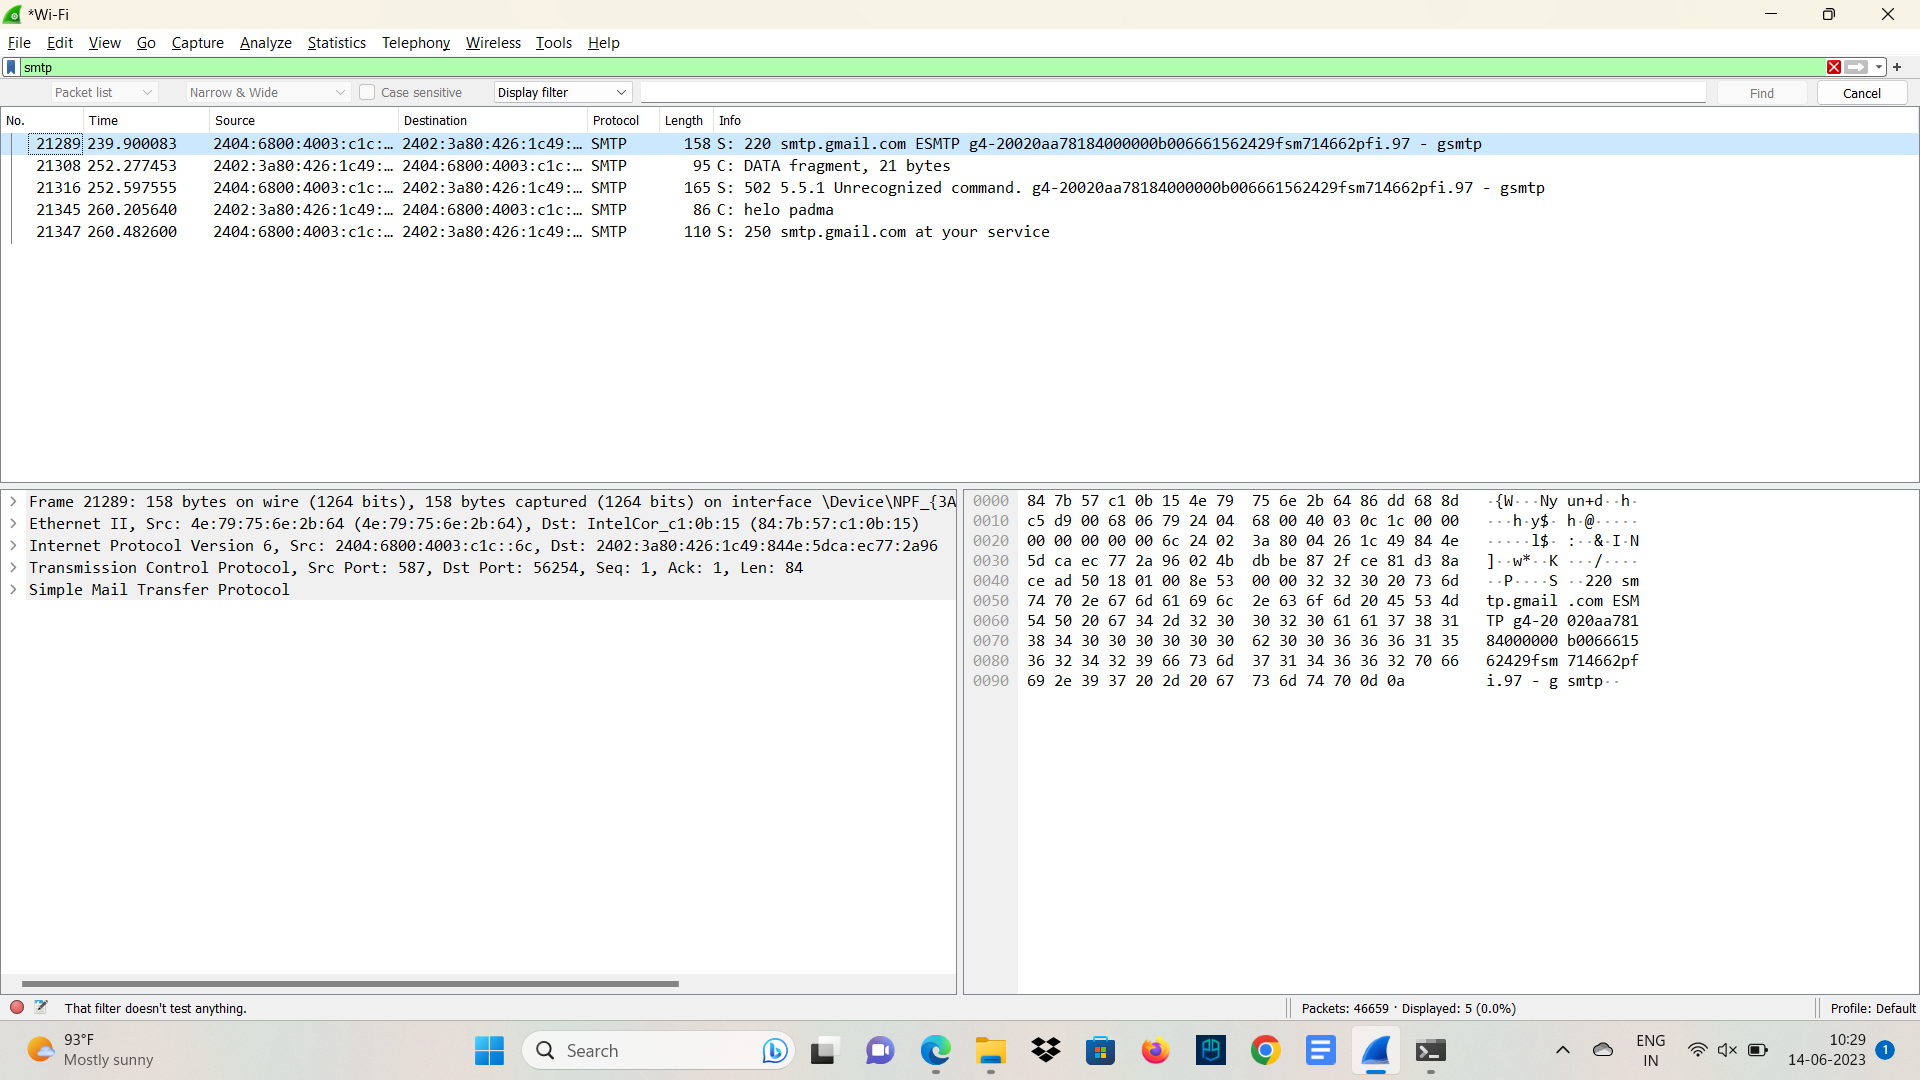 *Wi-Fi
File Edit View Go Capture Analyze Statistics Telephony Wireless Tools Help
smtp
Packet list Narrow & Wide Case sensitive Display filter Find Cancel
No. Time Source Destination Protocol Length Info
21289 239.900083 2404:6800:4003:c1c:… 2402:3a80:426:1c49:… SMTP 158 S: 220 smtp.gmail.com ESMTP g4-20020aa78184000000b006661562429fsm714662pfi.97 - gsmtp
21308 252.277453 2402:3a80:426:1c49:… 2404:6800:4003:c1c:… SMTP 95 C: DATA fragment, 21 bytes
21316 252.597555 2404:6800:4003:c1c:… 2402:3a80:426:1c49:… SMTP 165 S: 502 5.5.1 Unrecognized command. g4-20020aa78184000000b006661562429fsm714662pfi.97 - gsmtp
21345 260.205640 2402:3a80:426:1c49:… 2404:6800:4003:c1c:… SMTP 86 C: helo padma
21347 260.482600 2404:6800:4003:c1c:… 2402:3a80:426:1c49:… SMTP 110 S: 250 smtp.gmail.com at your service
Frame 21289: 158 bytes on wire (1264 bits), 158 bytes captured (1264 bits) on interface \Device\NPF_{3A
Ethernet II, Src: 4e:79:75:6e:2b:64 (4e:79:75:6e:2b:64), Dst: IntelCor_c1:0b:15 (84:7b:57:c1:0b:15)
Internet Protocol Version 6, Src: 2404:6800:4003:c1c::6c, Dst: 2402:3a80:426:1c49:844e:5dca:ec77:2a96
Transmission Control Protocol, Src Port: 587, Dst Port: 56254, Seq: 1, Ack: 1, Len: 84
Simple Mail Transfer Protocol
0000 84 7b 57 c1 0b 15 4e 79 75 6e 2b 64 86 dd 68 8d ·{W···Ny un+d··h·
0010 c5 d9 00 68 06 79 24 04 68 00 40 03 0c 1c 00 00 ···h·y$· h·@·····
0020 00 00 00 00 00 6c 24 02 3a 80 04 26 1c 49 84 4e ·····l$· :··&·I·N
0030 5d ca ec 77 2a 96 02 4b db be 87 2f ce 81 d3 8a ]··w*··K ···/····
0040 ce ad 50 18 01 00 8e 53 00 00 32 32 30 20 73 6d ··P····S ··220 sm
0050 74 70 2e 67 6d 61 69 6c 2e 63 6f 6d 20 45 53 4d tp.gmail .com ESM
0060 54 50 20 67 34 2d 32 30 30 32 30 61 61 37 38 31 TP g4-20 020aa781
0070 38 34 30 30 30 30 30 30 62 30 30 36 36 36 31 35 84000000 b0066615
0080 36 32 34 32 39 66 73 6d 37 31 34 36 36 32 70 66 62429fsm 714662pf
0090 69 2e 39 37 20 2d 20 67 73 6d 74 70 0d 0a i.97 - g smtp··
That filter doesn't test anything. Packets: 46659 · Displayed: 5 (0.0%) Profile: Default
93°F
Mostly sunny
Search
ENG
IN
10:29
14-06-2023
1